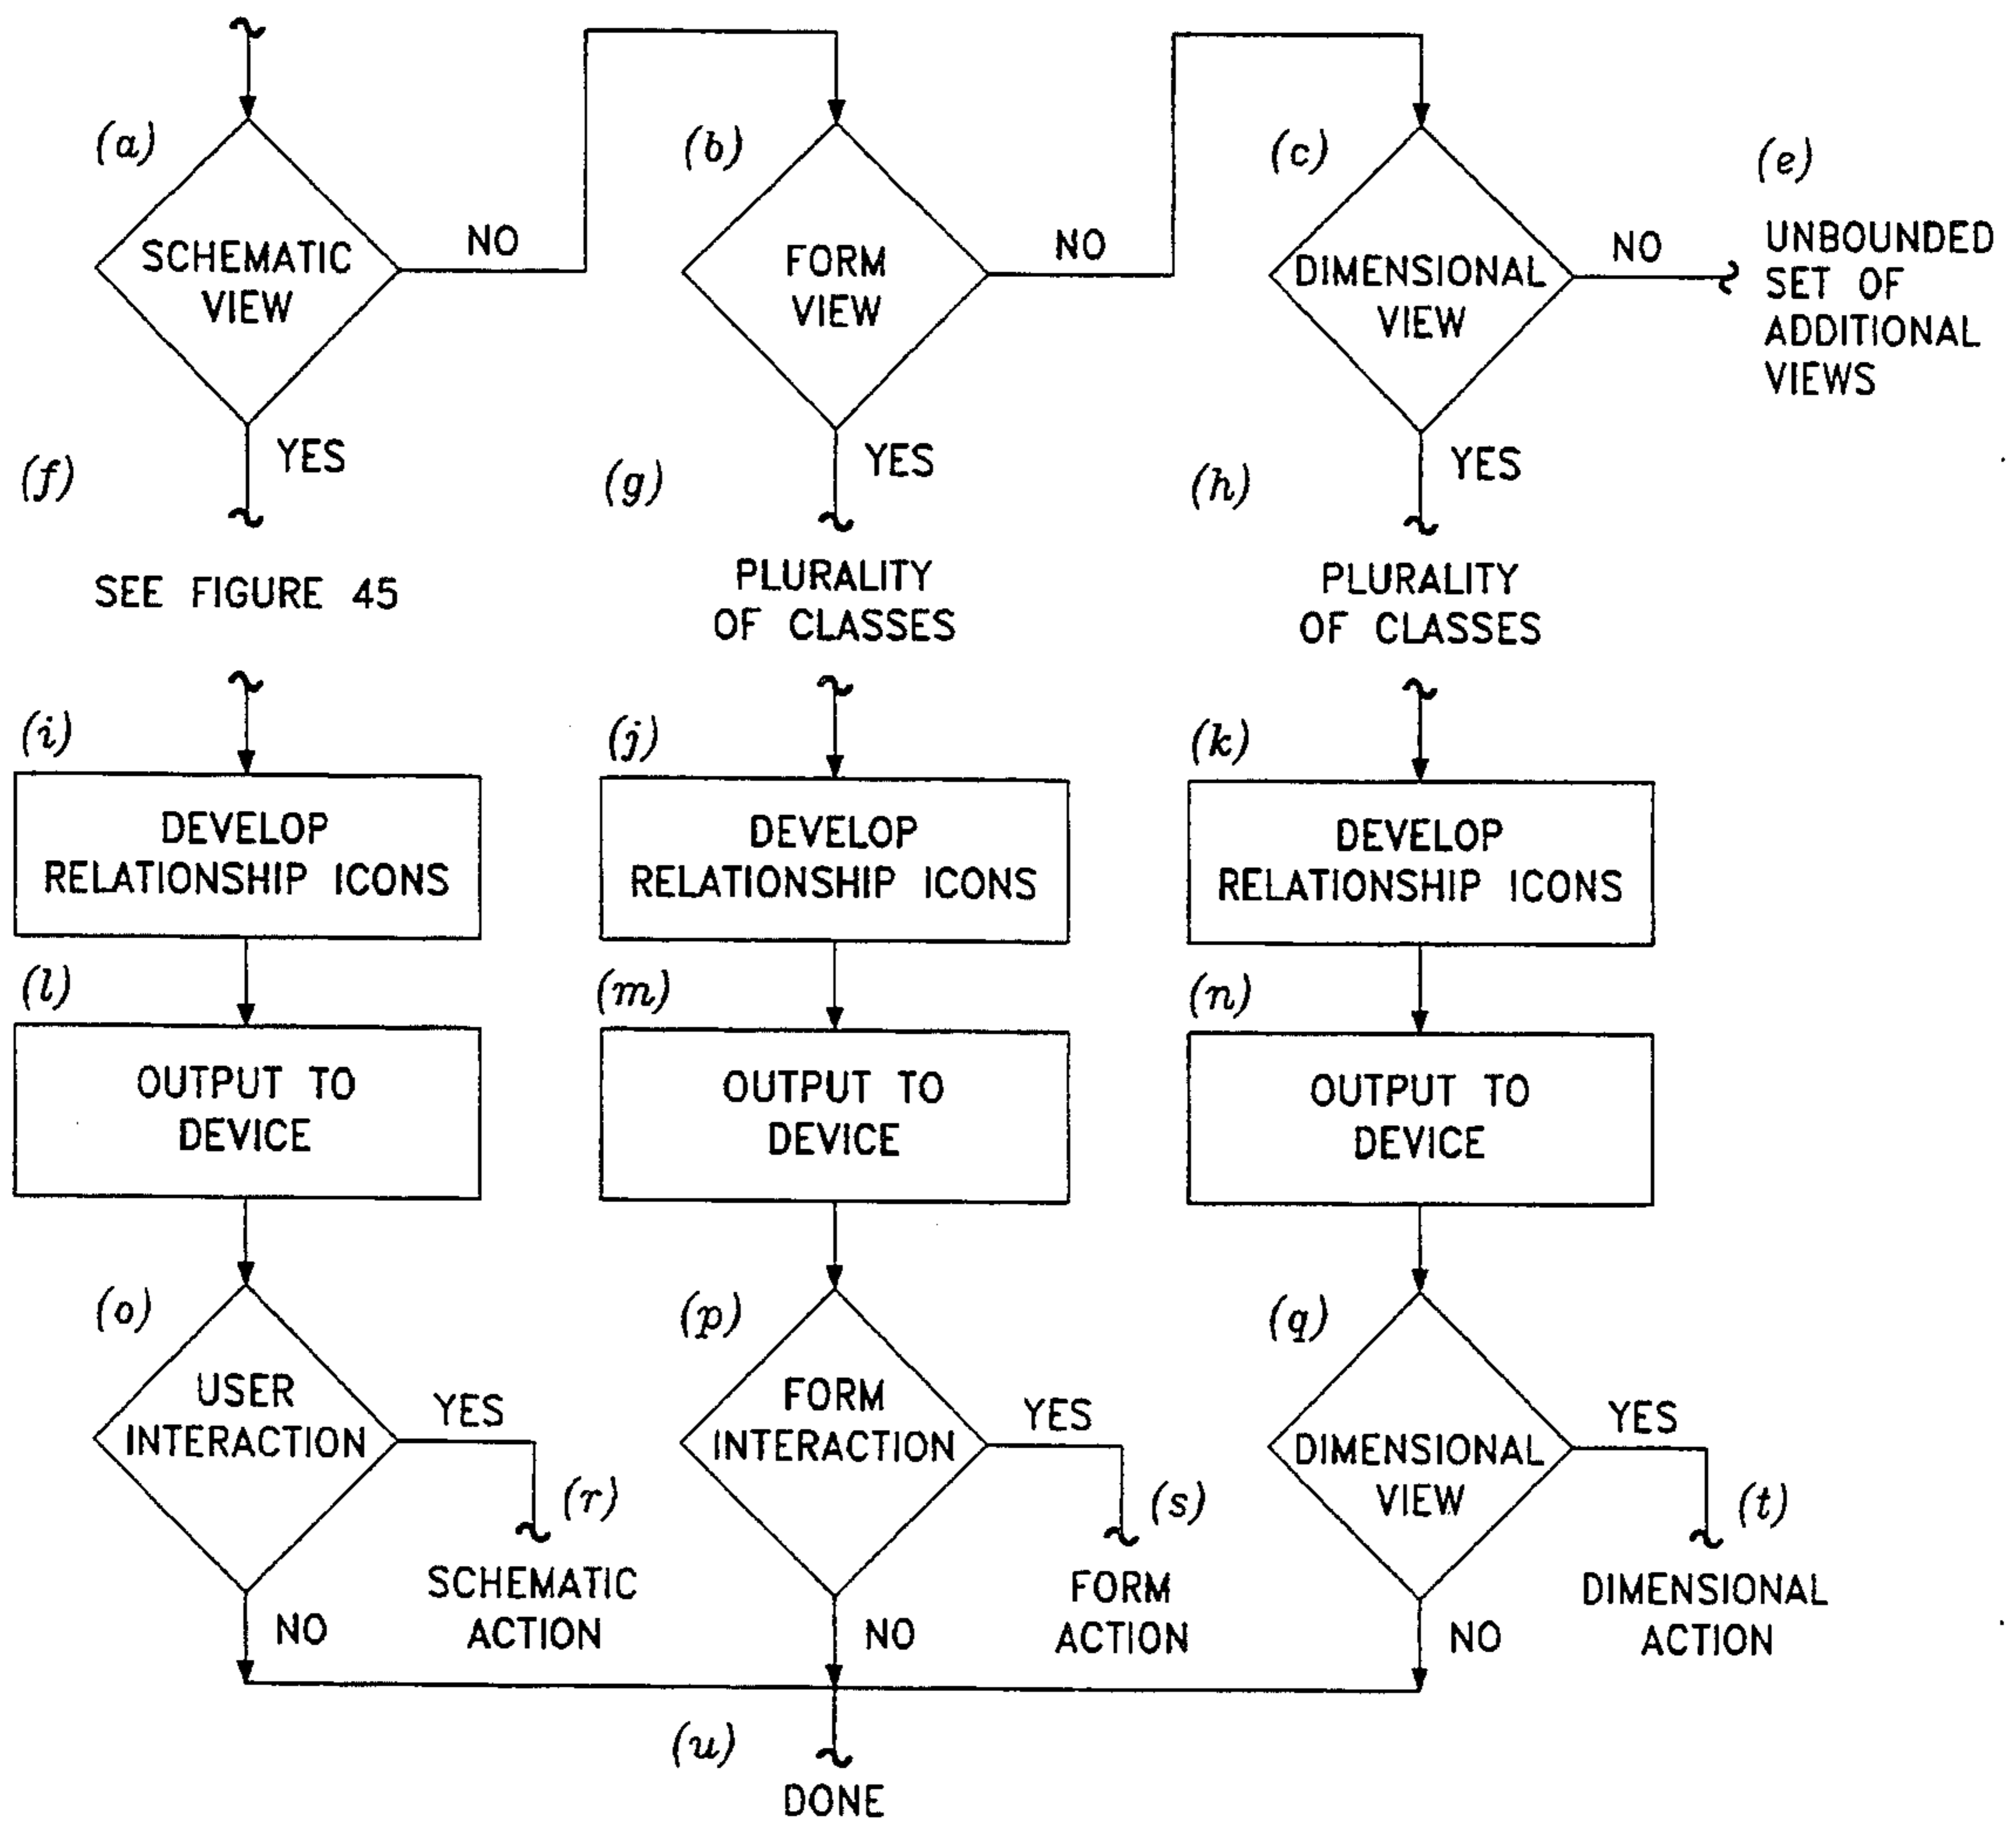 (a)
SCHEMATIC
VIEW
NO
(b)
FORM
VIEW
NO
(c)
DIMENSIONAL
VIEW
NO
(e)
UNBOUNDED
SET OF
ADDITIONAL
VIEWS
(f)
YES
SEE FIGURE 45
(g)
YES
PLURALITY
OF CLASSES
(h)
YES
PLURALITY
OF CLASSES
(i)
DEVELOP
RELATIONSHIP ICONS
(j)
DEVELOP
RELATIONSHIP ICONS
(k)
DEVELOP
RELATIONSHIP ICONS
(l)
OUTPUT TO
DEVICE
(m)
OUTPUT TO
DEVICE
(n)
OUTPUT TO
DEVICE
(o)
USER
INTERACTION
YES
(r)
SCHEMATIC
ACTION
NO
(p)
FORM
INTERACTION
YES
(s)
FORM
ACTION
NO
(q)
DIMENSIONAL
VIEW
YES
(t)
DIMENSIONAL
ACTION
NO
(u)
DONE